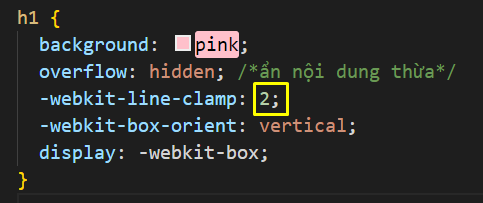 h1 {
background: pink;
overflow: hidden; /*ẩn nội dung thừa*/
-webkit-line-clamp: 2;
-webkit-box-orient: vertical;
display: -webkit-box;
}